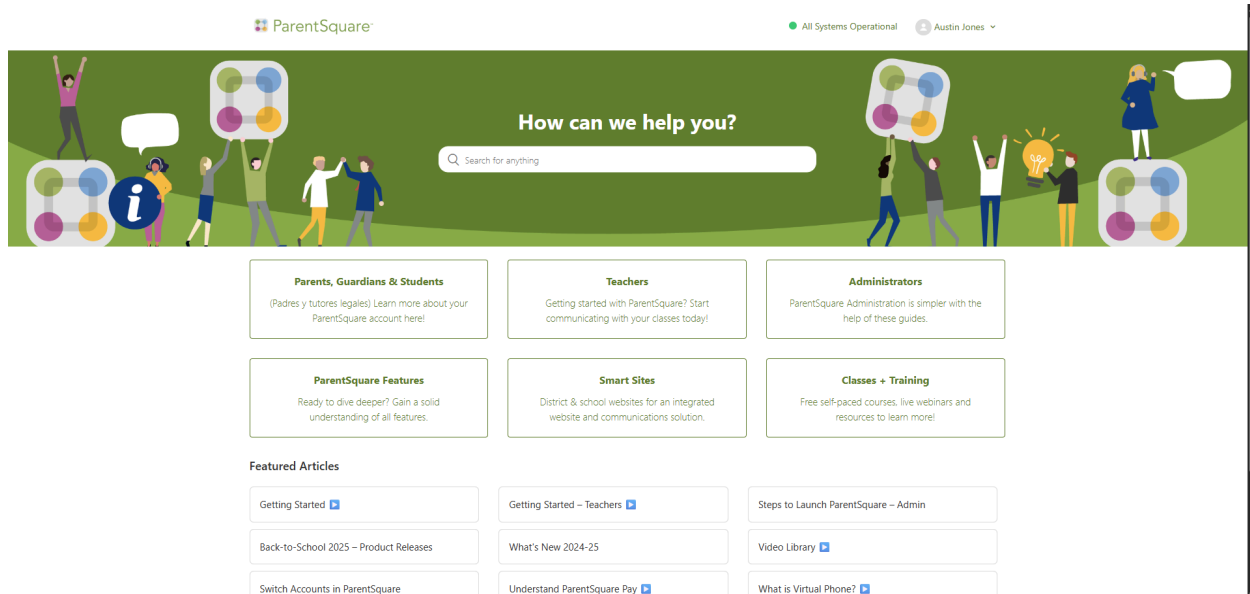 ParentSquare
All Systems Operational
Austin Jones
How can we help you?
Search for anything
i
Parents, Guardians & Students
(Padres y tutores legales) Learn more about your
ParentSquare account here!
Teachers
Getting started with ParentSquare? Start
communicating with your classes today!
Administrators
ParentSquare Administration is simpler with the
help of these guides.
ParentSquare Features
Ready to dive deeper? Gain a solid
understanding of all features.
Smart Sites
District & school websites for an integrated
website and communications solution.
Classes + Training
Free self-paced courses, live webinars and
resources to learn more!
Featured Articles
Getting Started
Getting Started – Teachers
Steps to Launch ParentSquare – Admin
Back-to-School 2025 – Product Releases
What's New 2024-25
Video Library
Switch Accounts in ParentSquare
Understand ParentSquare Pay
What is Virtual Phone?